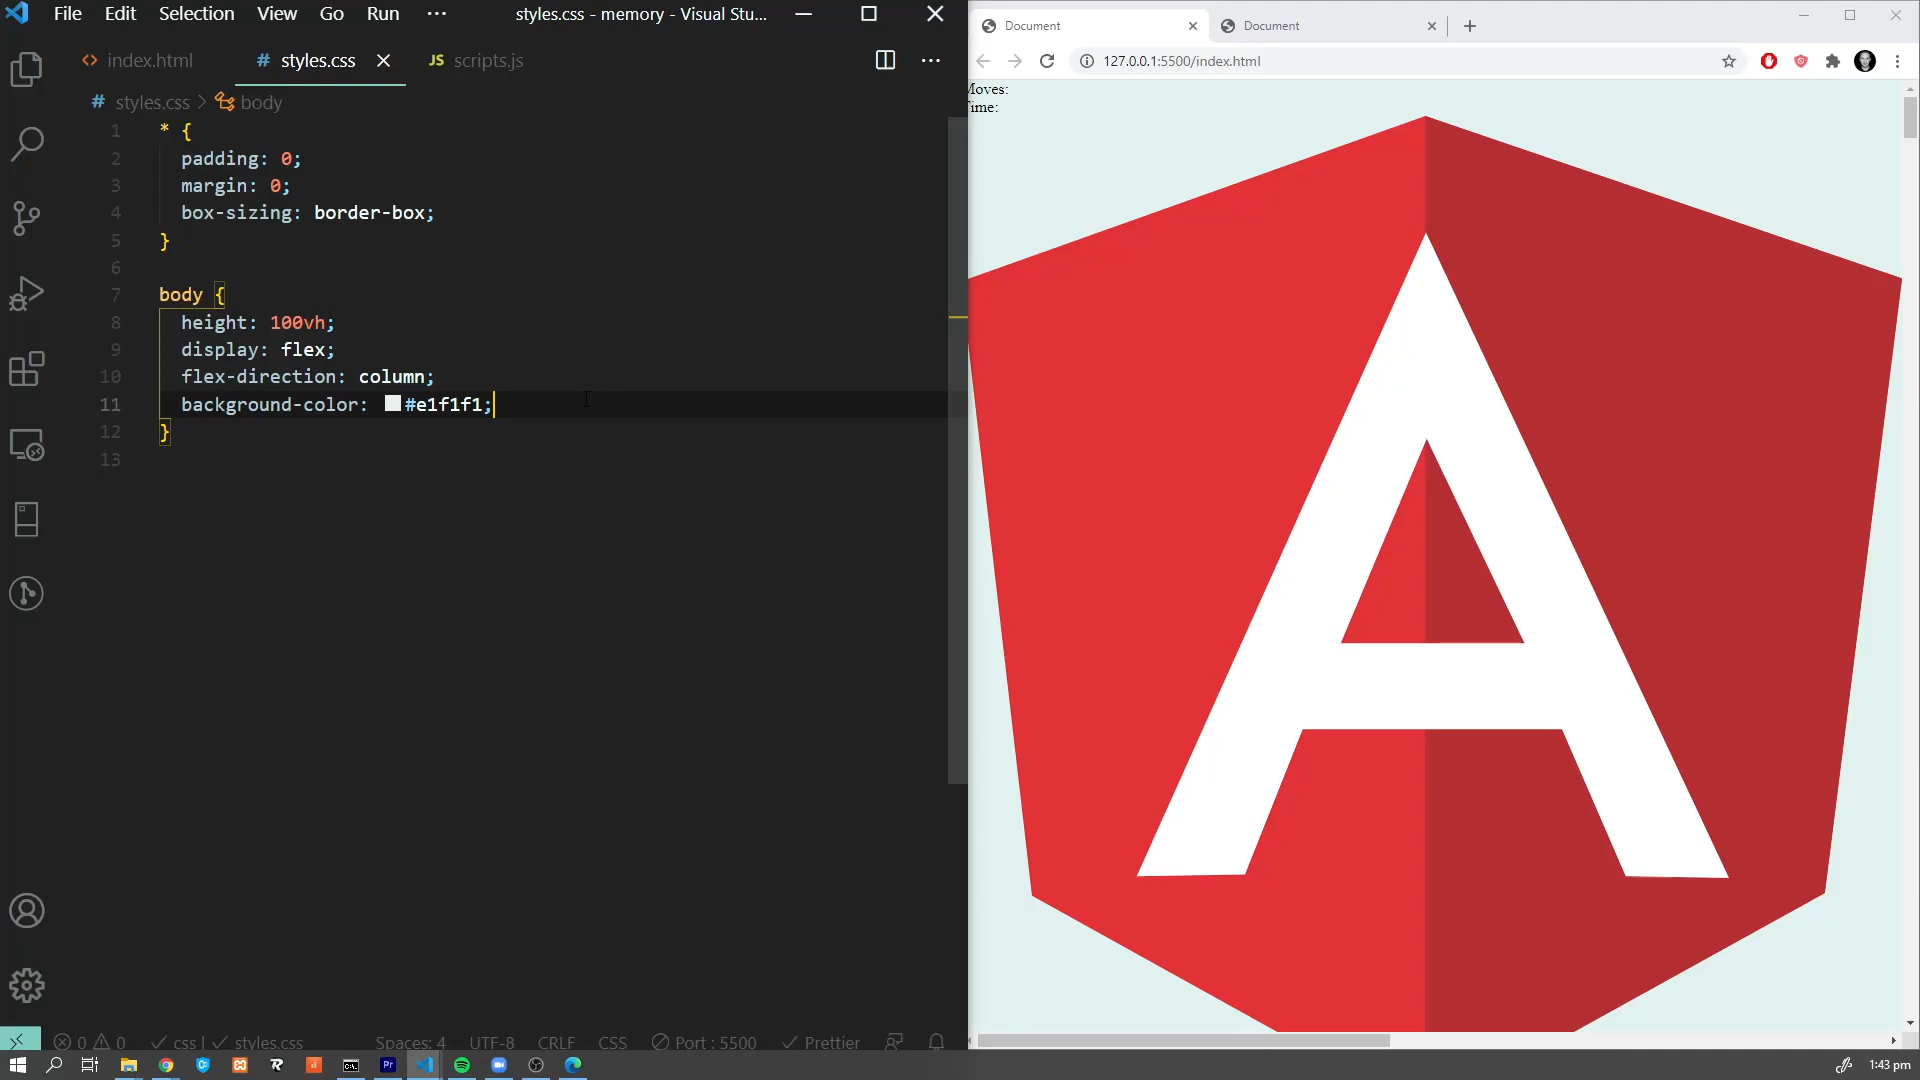 File Edit Selection View Go Run ··· styles.css - memory - Visual Stu...
<> index.html # styles.css JS scripts.js ···
# styles.css > body
1 * {
2 padding: 0;
3 margin: 0;
4 box-sizing: border-box;
5 }
6
7 body {
8 height: 100vh;
9 display: flex;
10 flex-direction: column;
11 background-color: #e1f1f1;
12 }
13
0 0 css | styles.css Spaces: 4 UTF-8 CRLF CSS Port : 5500 Prettier
Document Document
127.0.0.1:5500/index.html
Moves:
Time:
A
Pr
1:43 pm